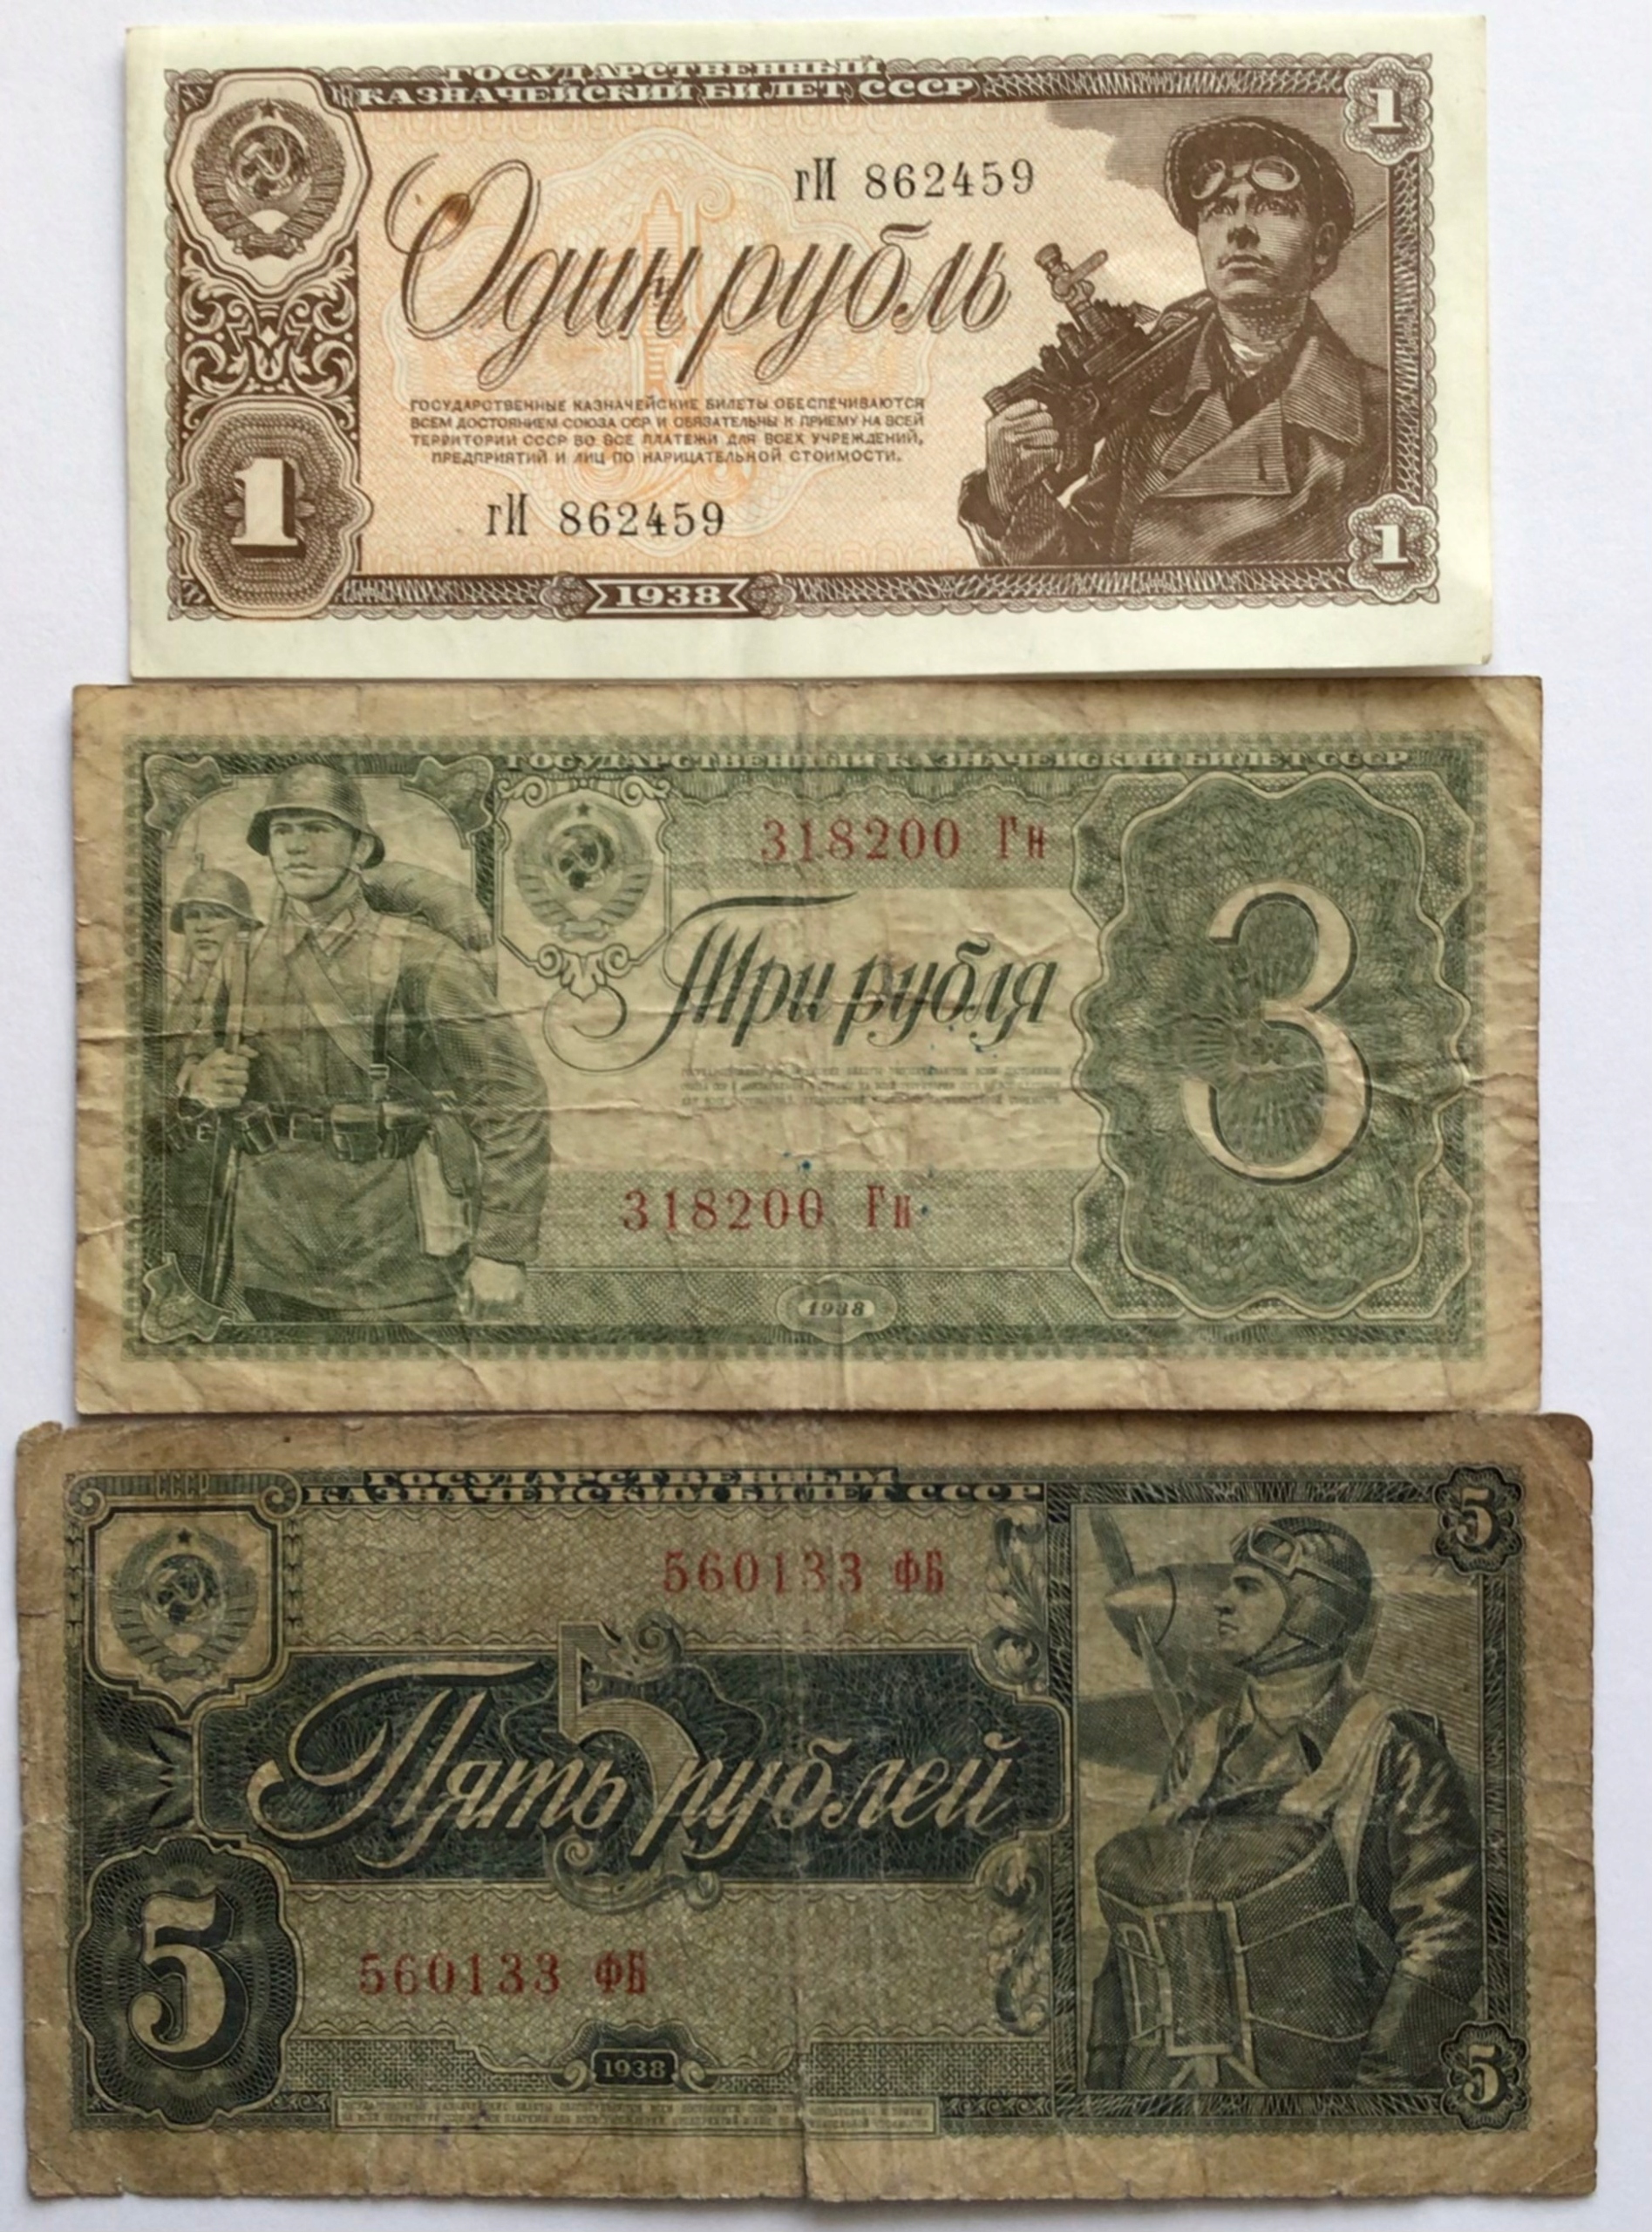 ГОСУДАРСТВЕННЫЙ
КАЗНАЧЕЙСКИЙ БИЛЕТ СССР
1
гИ 862459
Один рубль
ГОСУДАРСТВЕННЫЕ КАЗНАЧЕЙСКИЕ БИЛЕТЫ ОБЕСПЕЧИВАЮТСЯ
ВСЕМ ДОСТОЯНИЕМ СОЮЗА ССР И ОБЯЗАТЕЛЬНЫ К ПРИЕМУ НА ВСЕЙ
ТЕРРИТОРИИ СССР ВО ВСЕ ПЛАТЕЖИ ДЛЯ ВСЕХ УЧРЕЖДЕНИЙ,
ПРЕДПРИЯТИЙ И ЛИЦ ПО НАРИЦАТЕЛЬНОЙ СТОИМОСТИ.
1
гИ 862459
1
1938
ГОСУДАРСТВЕННЫЙ КАЗНАЧЕЙСКИЙ БИЛЕТ СССР
318200 Гн
Три рубля
3
318200 Гн
1938
СССР
ГОСУДАРСТВЕННЫЙ
КАЗНАЧЕЙСКИЙ БИЛЕТ СССР
5
560133 ФБ
5
Пять рублей
5
560133 ФБ
1938
5